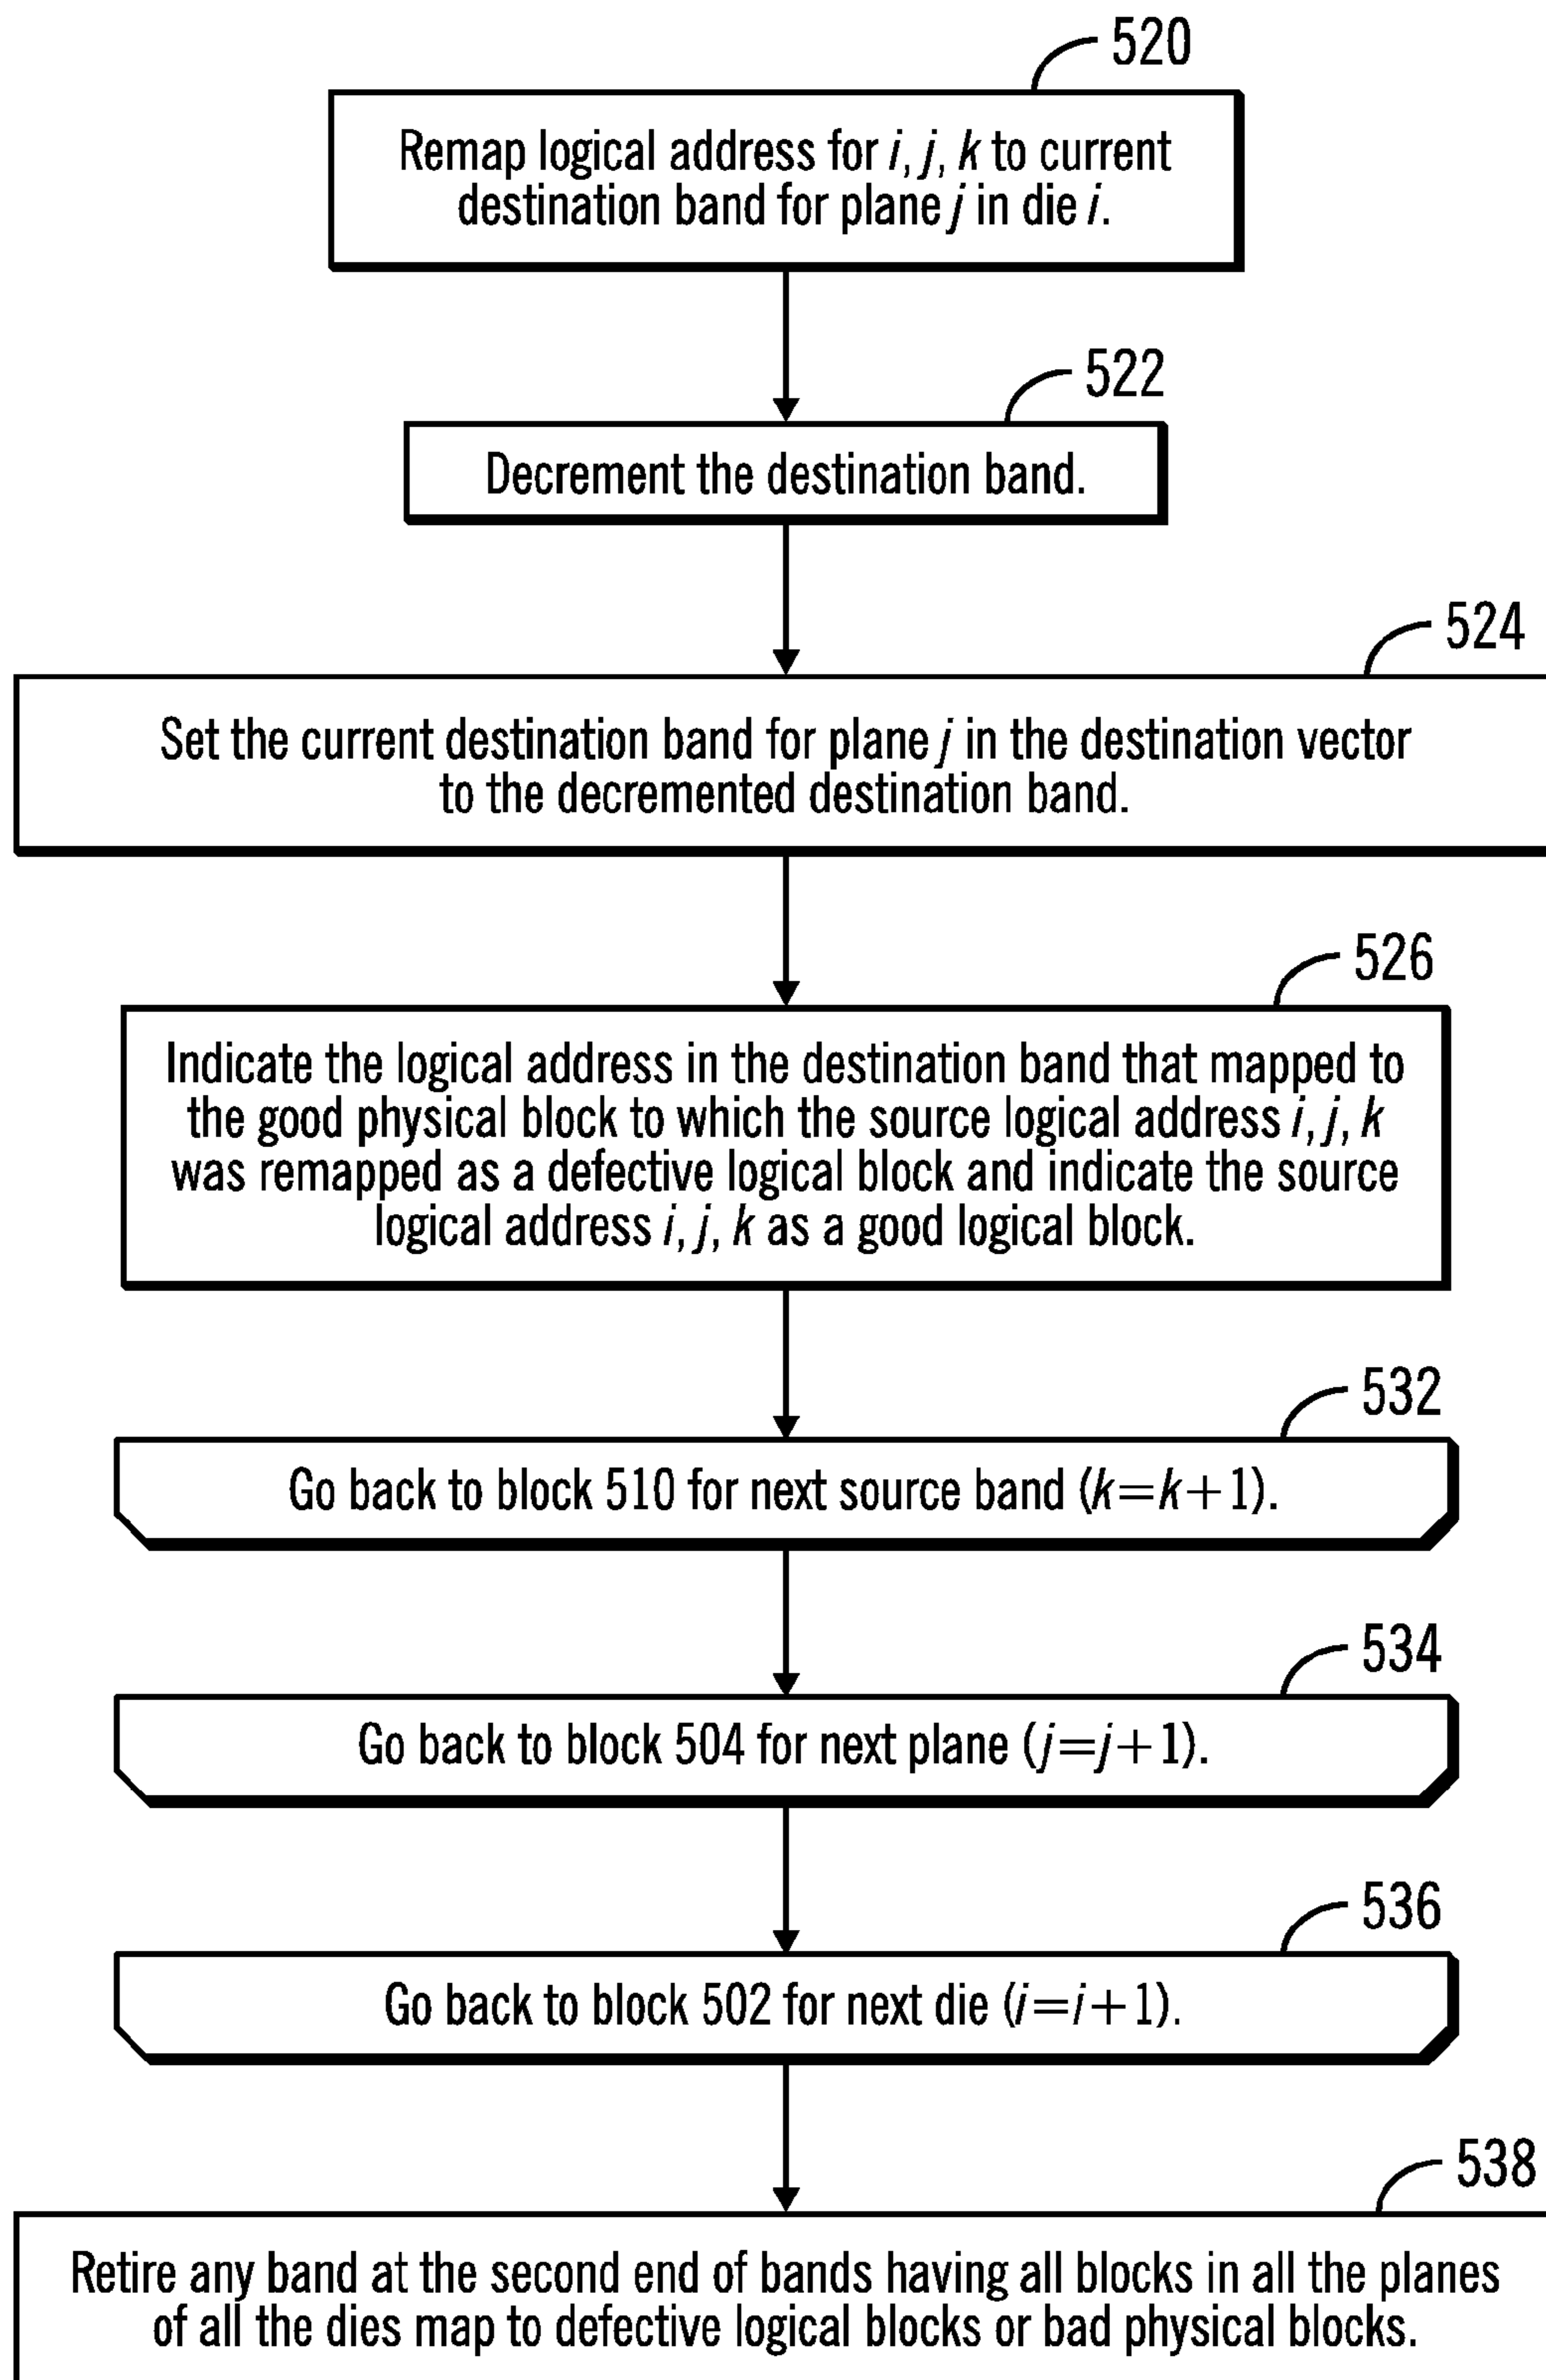 520
Remap logical address for i, j, k to current
destination band for plane j in die i.
522
Decrement the destination band.
524
Set the current destination band for plane j in the destination vector
to the decremented destination band.
526
Indicate the logical address in the destination band that mapped to
the good physical block to which the source logical address i, j, k
was remapped as a defective logical block and indicate the source
logical address i, j, k as a good logical block.
532
Go back to block 510 for next source band (k=k+1).
534
Go back to block 504 for next plane (j=j+1).
536
Go back to block 502 for next die (i=i+1).
538
Retire any band at the second end of bands having all blocks in all the planes
of all the dies map to defective logical blocks or bad physical blocks.